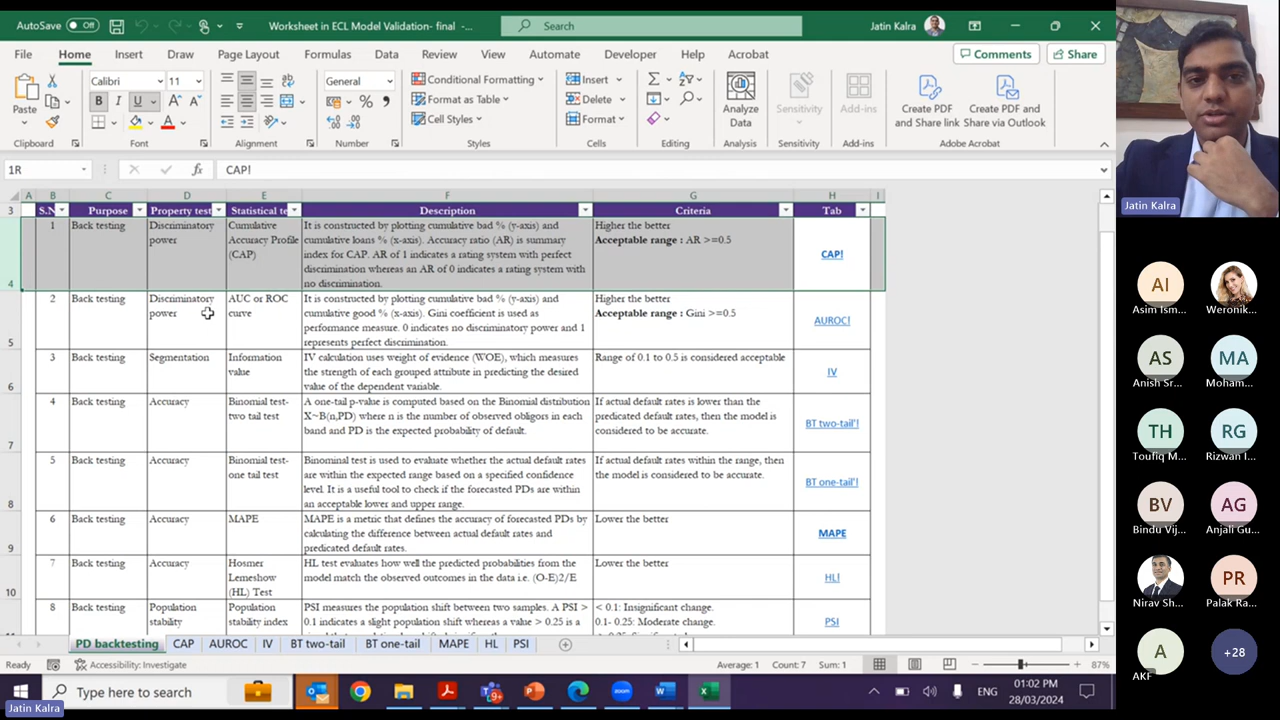 AutoSave Off Worksheet in ECL Model Validation- final -... Search Jatin Kalra
File Home Insert Draw Page Layout Formulas Data Review View Automate Developer Help Acrobat Comments Share
Paste Calibri 11 General Conditional Formatting Insert
Format as Table Delete
Cell Styles Format
Analyze Data Sensitivity Add-ins Create PDF and Share link Create PDF and Share via Outlook
Clipboard Font Alignment Number Styles Cells Editing Analysis Sensitivity Add-ins Adobe Acrobat
1R CAP!
A B C D E F G H I
3 S.N Purpose Property test Statistical te Description Criteria Tab
4
1 Back testing
Discriminatory
power
Cumulative
Accuracy Profile
(CAP)
It is constructed by plotting cumulative bad % (y-axis) and
cumulative loans % (x-axis). Accuracy ratio (AR) is summary
index for CAP. AR of 1 indicates a rating system with perfect
discrimination whereas an AR of 0 indicates a rating system with
no discrimination.
Higher the better
Acceptable range : AR >=0.5
CAP!
5
2 Back testing
Discriminatory
power
AUC or ROC
curve
It is constructed by plotting cumulative bad % (y-axis) and
cumulative good % (x-axis). Gini coefficient is used as
performance measure. 0 indicates no discriminatory power and 1
represents perfect discrimination.
Higher the better
Acceptable range : Gini >=0.5
AUROC!
6
3 Back testing
Segmentation
Information
value
IV calculation uses weight of evidence (WOE), which measures
the strength of each grouped attribute in predicting the desired
value of the dependent variable.
Range of 0.1 to 0.5 is considered acceptable
IV
7
4 Back testing
Accuracy
Binomial test-
two tail test
A one-tail p-value is computed based on the Binomial distribution
X~B(n,PD) where n is the number of observed obligors in each
band and PD is the expected probability of default.
If actual default rates is lower than the
predicated default rates, then the model is
considered to be accurate.
BT two-tail'!
8
5 Back testing
Accuracy
Binomial test-
one tail test
Binominal test is used to evaluate whether the actual default rates
are within the expected range based on a specified confidence
level. It is a useful tool to check if the forecasted PDs are within
an acceptable lower and upper range.
If actual default rates within the range, then
the model is considered to be accurate.
BT one-tail'!
9
6 Back testing
Accuracy
MAPE
MAPE is a metric that defines the accuracy of forecasted PDs by
calculating the difference between actual default rates and
predicated default rates.
Lower the better
MAPE
10
7 Back testing
Accuracy
Hosmer
Lemeshow
(HL) Test
HL test evaluates how well the predicted probabilities from the
model match the observed outcomes in the data i.e. (O-E)2/E
Lower the better
HL!
8 Back testing
Population
stability
Population
stability index
PSI measures the population shift between two samples. A PSI >
0.1 indicates a slight population shift whereas a value > 0.25 is a
< 0.1: Insignificant change.
0.1- 0.25: Moderate change.
PSI
PD backtesting CAP AUROC IV BT two-tail BT one-tail MAPE HL PSI
Ready Accessibility: Investigate Average: 1 Count: 7 Sum: 1 87%
Type here to search 9+ zoom ENG 01:02 PM
28/03/2024
Jatin Kalra
Jatin Kalra
AI Asim Ism... Weronik...
AS Anish Sr... MA Moham...
TH Toufiq M... RG Rizwan I...
BV Bindu Vij... AG Anjali Gu...
Nirav Sh... PR Palak Ra...
A AKF +28